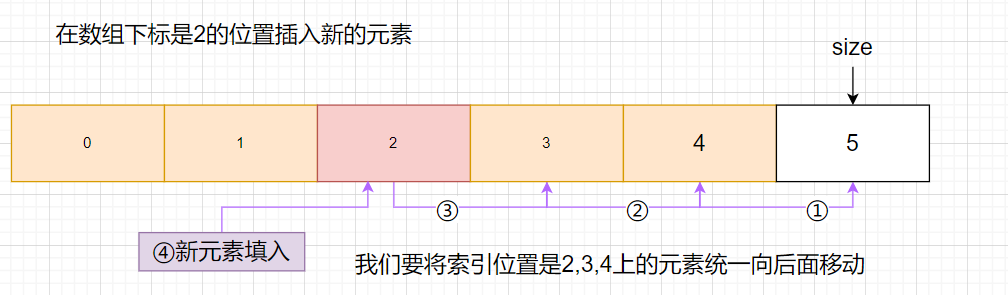 在数组下标是2的位置插入新的元素
size
0 1 2 3 4 5
③ ② ①
④新元素填入
我们要将索引位置是2,3,4上的元素统一向后面移动